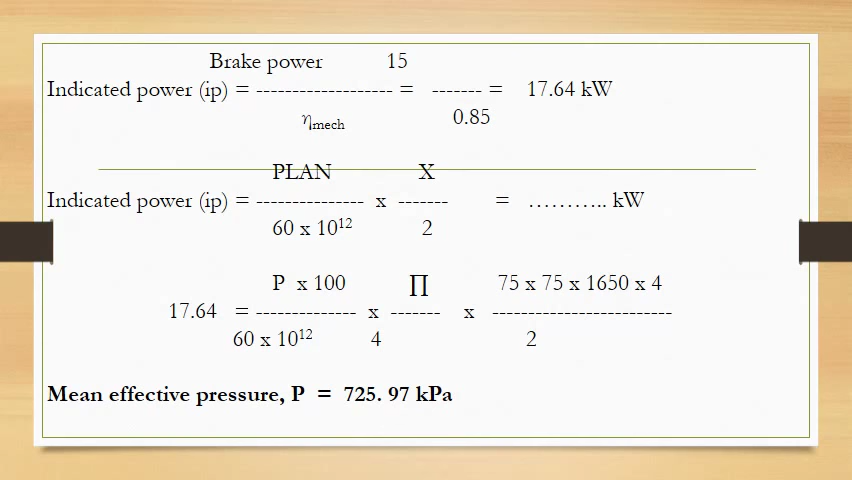 Brake power 15
Indicated power (ip) = ------------------- = ------- = 17.64 kW
ηmech 0.85
PLAN X
Indicated power (ip) = --------------- x ------- = ……….. kW
60 x 10¹² 2
P x 100 ∏ 75 x 75 x 1650 x 4
17.64 = -------------- x ------- x -------------------------
60 x 10¹² 4 2
Mean effective pressure, P = 725. 97 kPa